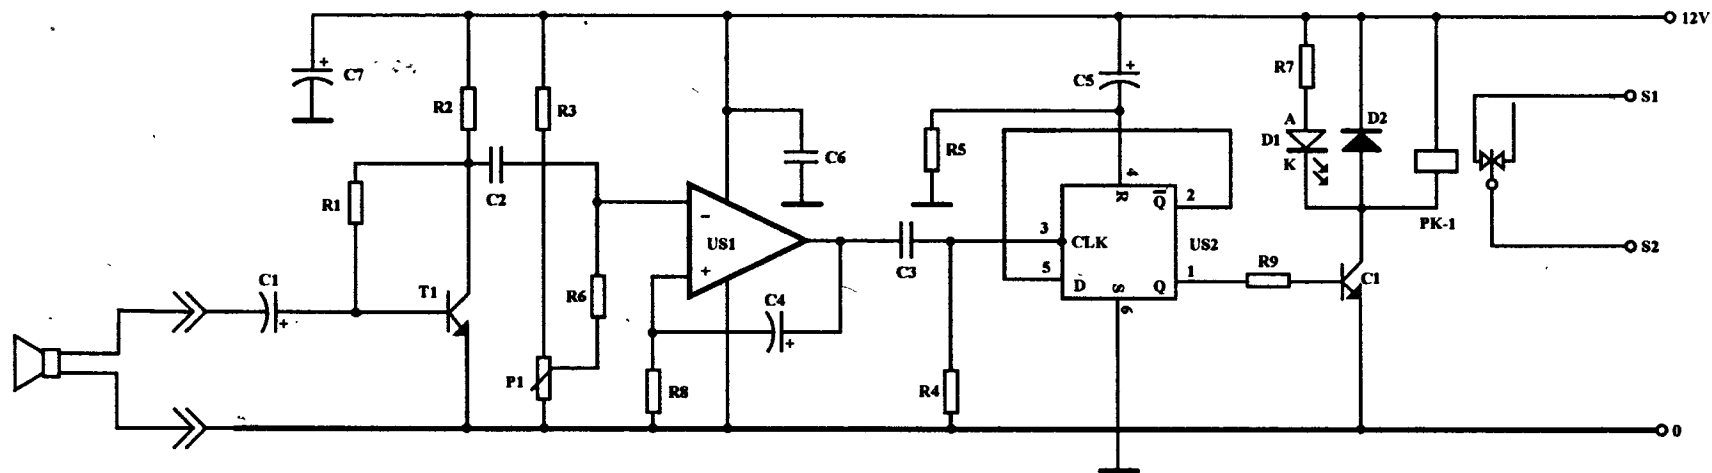 12V
C7
R2
R3
C5
R7
S1
A
D1
K
D2
R1
C2
C6
R5
4
R
Q
2
PK-1
US1
-
+
3
CLK
US2
C3
5
D
S
Q
1
R9
C1
S2
C1
T1
R6
C4
6
P1
R8
R4
0
+
+
+
+